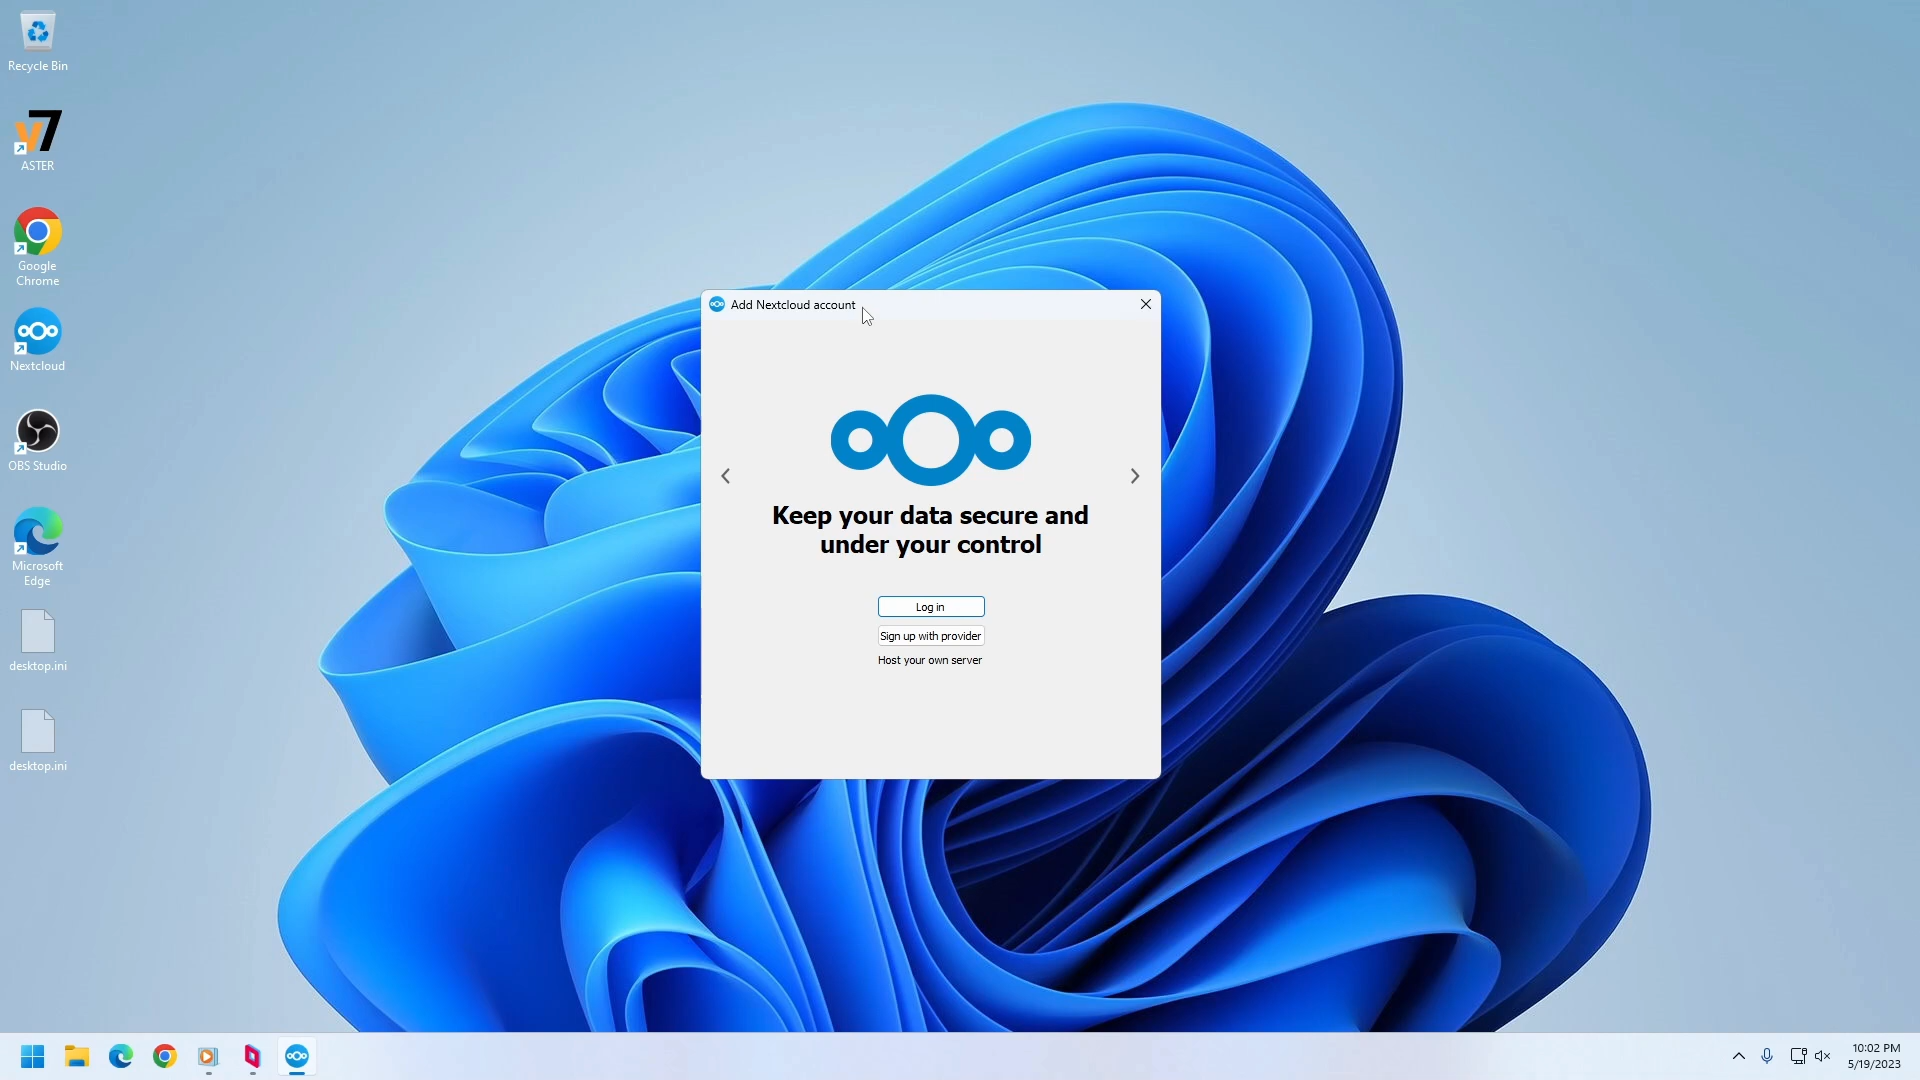 Recycle Bin
v7
ASTER
Google
Chrome
Nextcloud
OBS Studio
Microsoft
Edge
desktop.ini
desktop.ini
Add Nextcloud account
Keep your data secure and
under your control
Log in
Sign up with provider
Host your own server
10:02 PM
5/19/2023